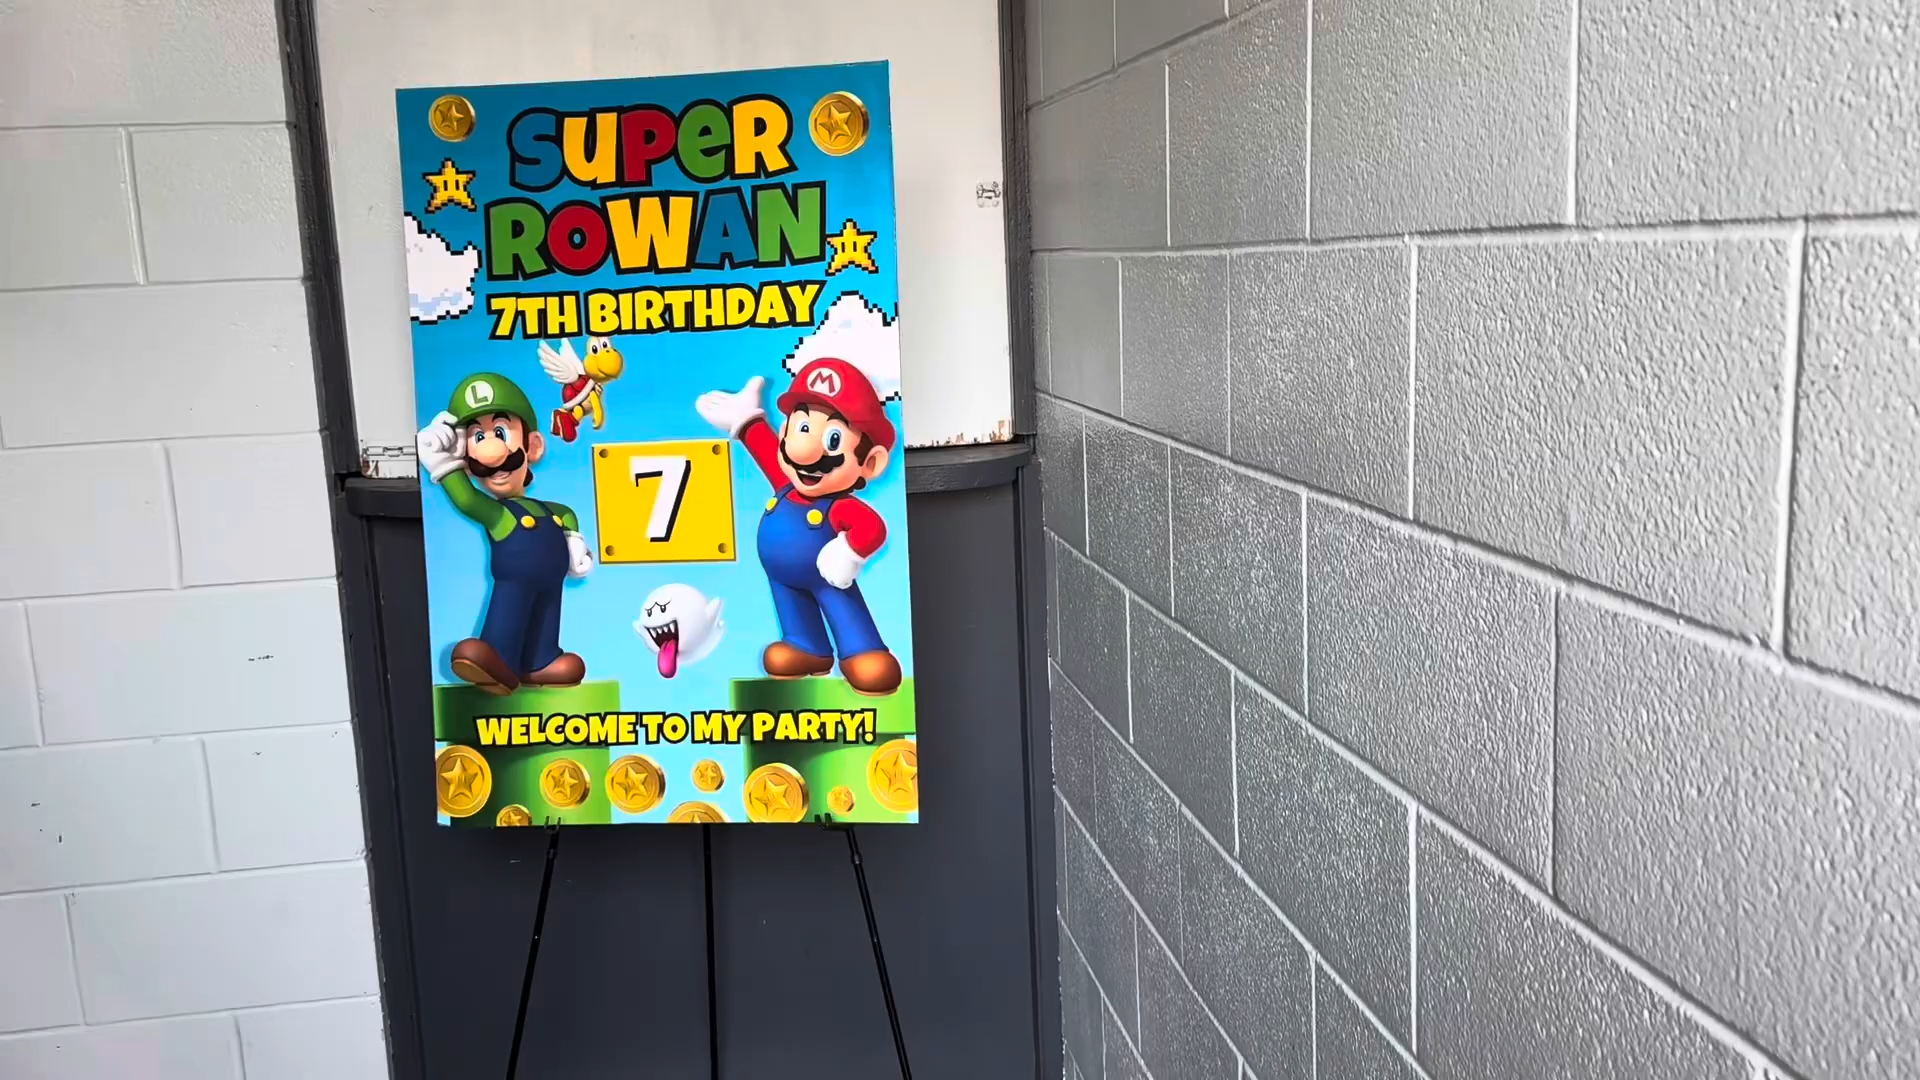 SUPER
ROWAN
7TH BIRTHDAY
L
M
7
WELCOME TO MY PARTY!